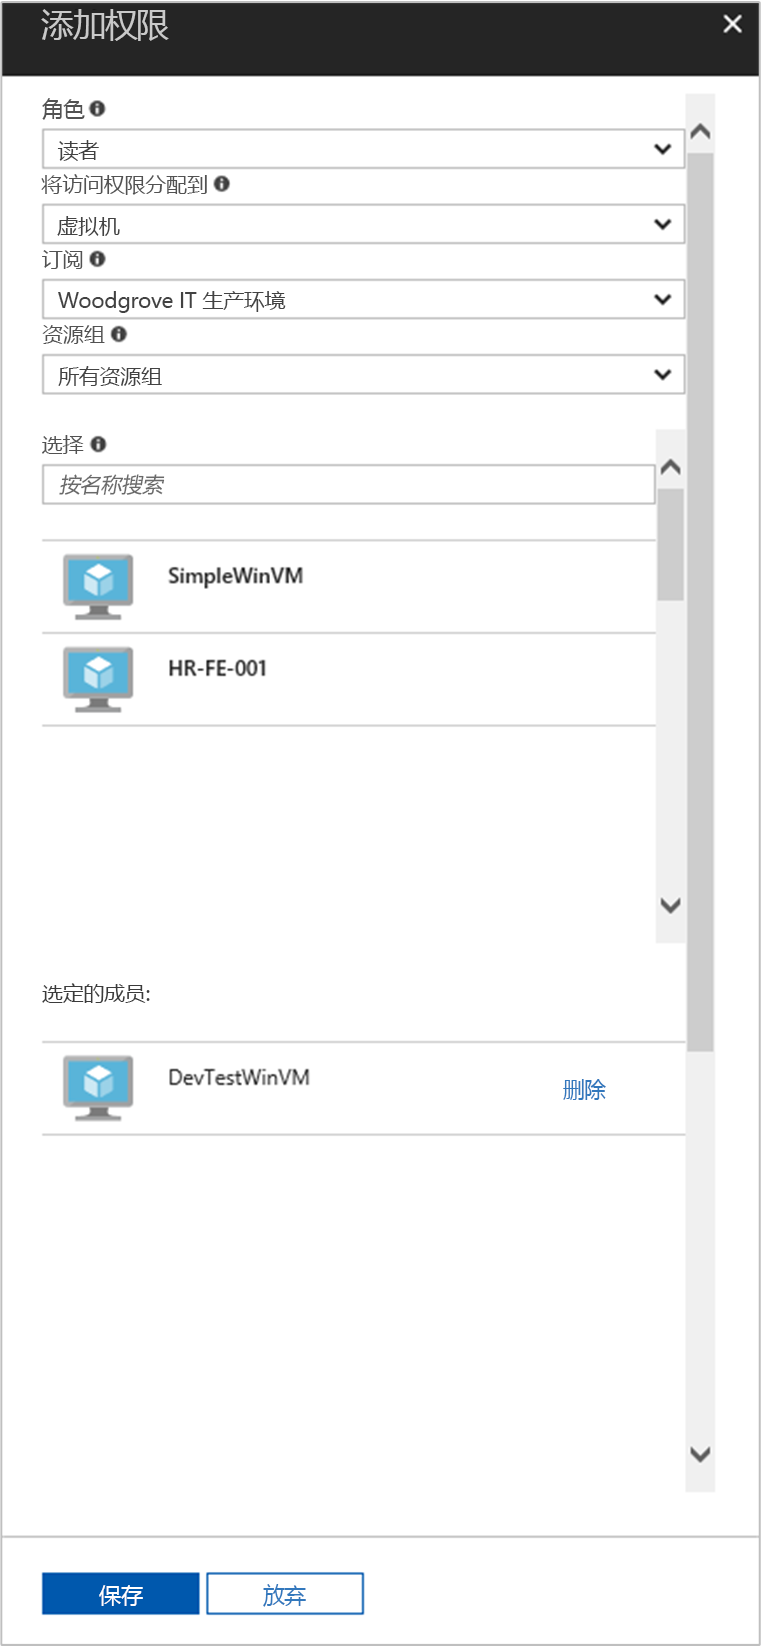 添加权限
角色
读者
将访问权限分配到
虚拟机
订阅
Woodgrove IT 生产环境
资源组
所有资源组
选择
按名称搜索
SimpleWinVM
HR-FE-001
选定的成员:
DevTestWinVM
删除
保存 放弃